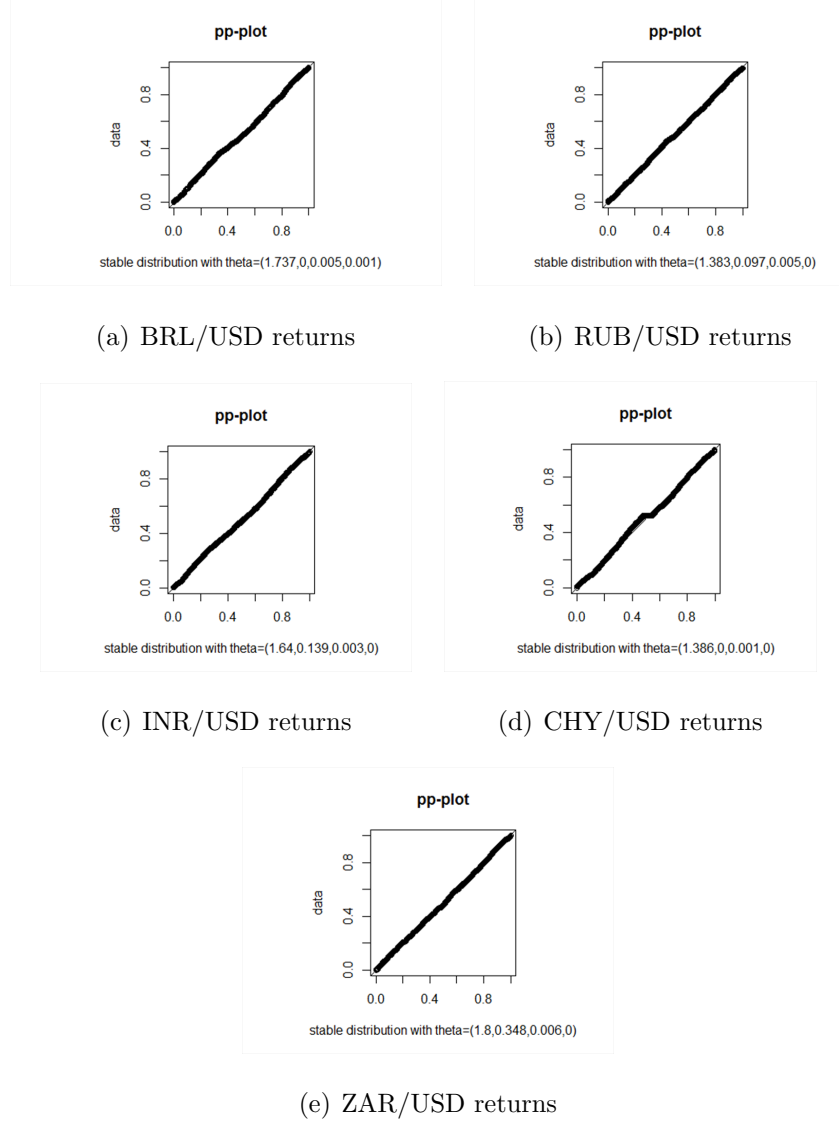 pp-plot
data
0.0 0.4 0.8
0.0 0.4 0.8
stable distribution with theta=(1.737,0,0.005,0.001)
(a) BRL/USD returns
pp-plot
data
0.0 0.4 0.8
0.0 0.4 0.8
stable distribution with theta=(1.383,0.097,0.005,0)
(b) RUB/USD returns
pp-plot
data
0.0 0.4 0.8
0.0 0.4 0.8
stable distribution with theta=(1.64,0.139,0.003,0)
(c) INR/USD returns
pp-plot
data
0.0 0.4 0.8
0.0 0.4 0.8
stable distribution with theta=(1.386,0,0.001,0)
(d) CHY/USD returns
pp-plot
data
0.0 0.4 0.8
0.0 0.4 0.8
stable distribution with theta=(1.8,0.348,0.006,0)
(e) ZAR/USD returns